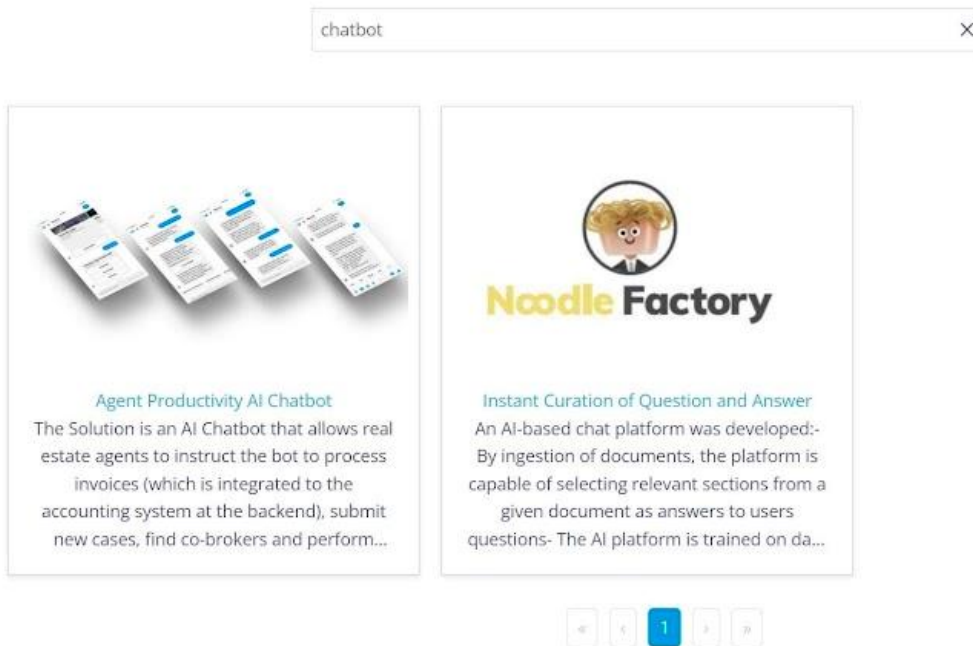 chatbot
Noodle Factory
Agent Productivity AI Chatbot
The Solution is an AI Chatbot that allows real
estate agents to instruct the bot to process
invoices (which is integrated to the
accounting system at the backend), submit
new cases, find co-brokers and perform...
Instant Curation of Question and Answer
An AI-based chat platform was developed:-
By ingestion of documents, the platform is
capable of selecting relevant sections from a
given document as answers to users
questions- The AI platform is trained on da...
« ‹ 1 › »